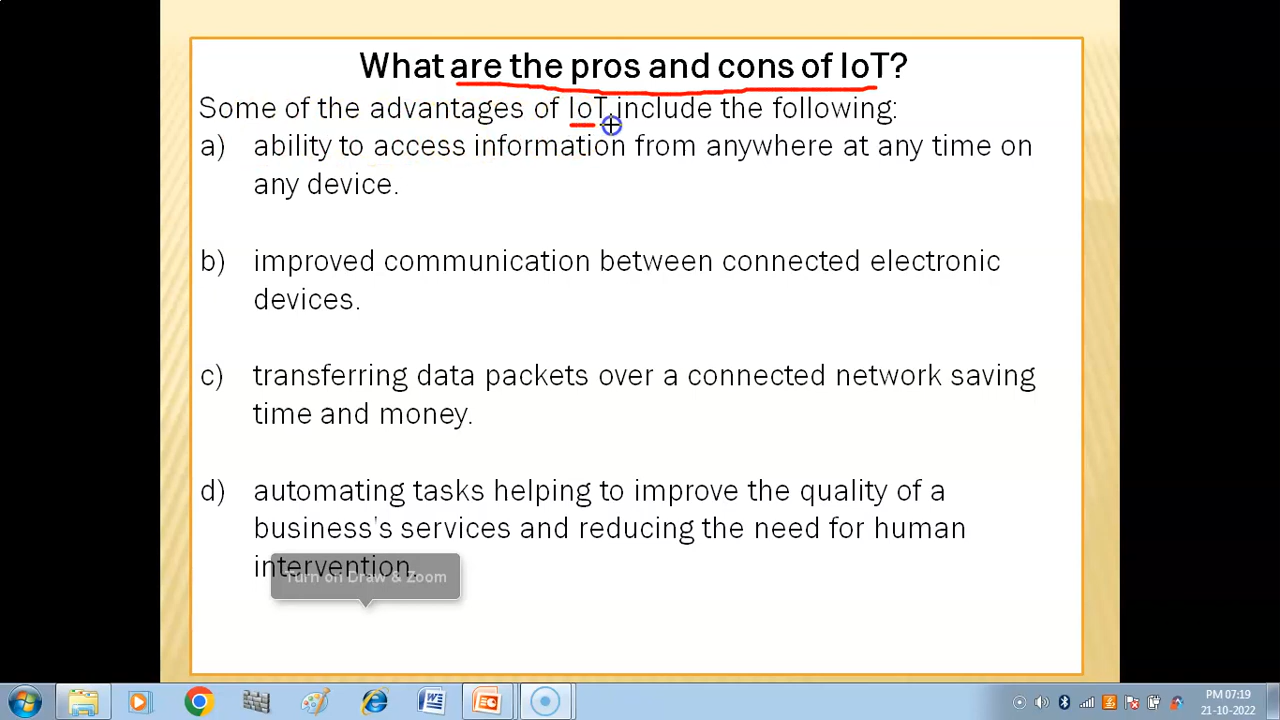 What are the pros and cons of IoT?
Some of the advantages of IoT include the following:
a) ability to access information from anywhere at any time on
any device.
b) improved communication between connected electronic
devices.
c) transferring data packets over a connected network saving
time and money.
d) automating tasks helping to improve the quality of a
business's services and reducing the need for human
intervention.
Turn on Draw & Zoom
PM 07:19
21-10-2022